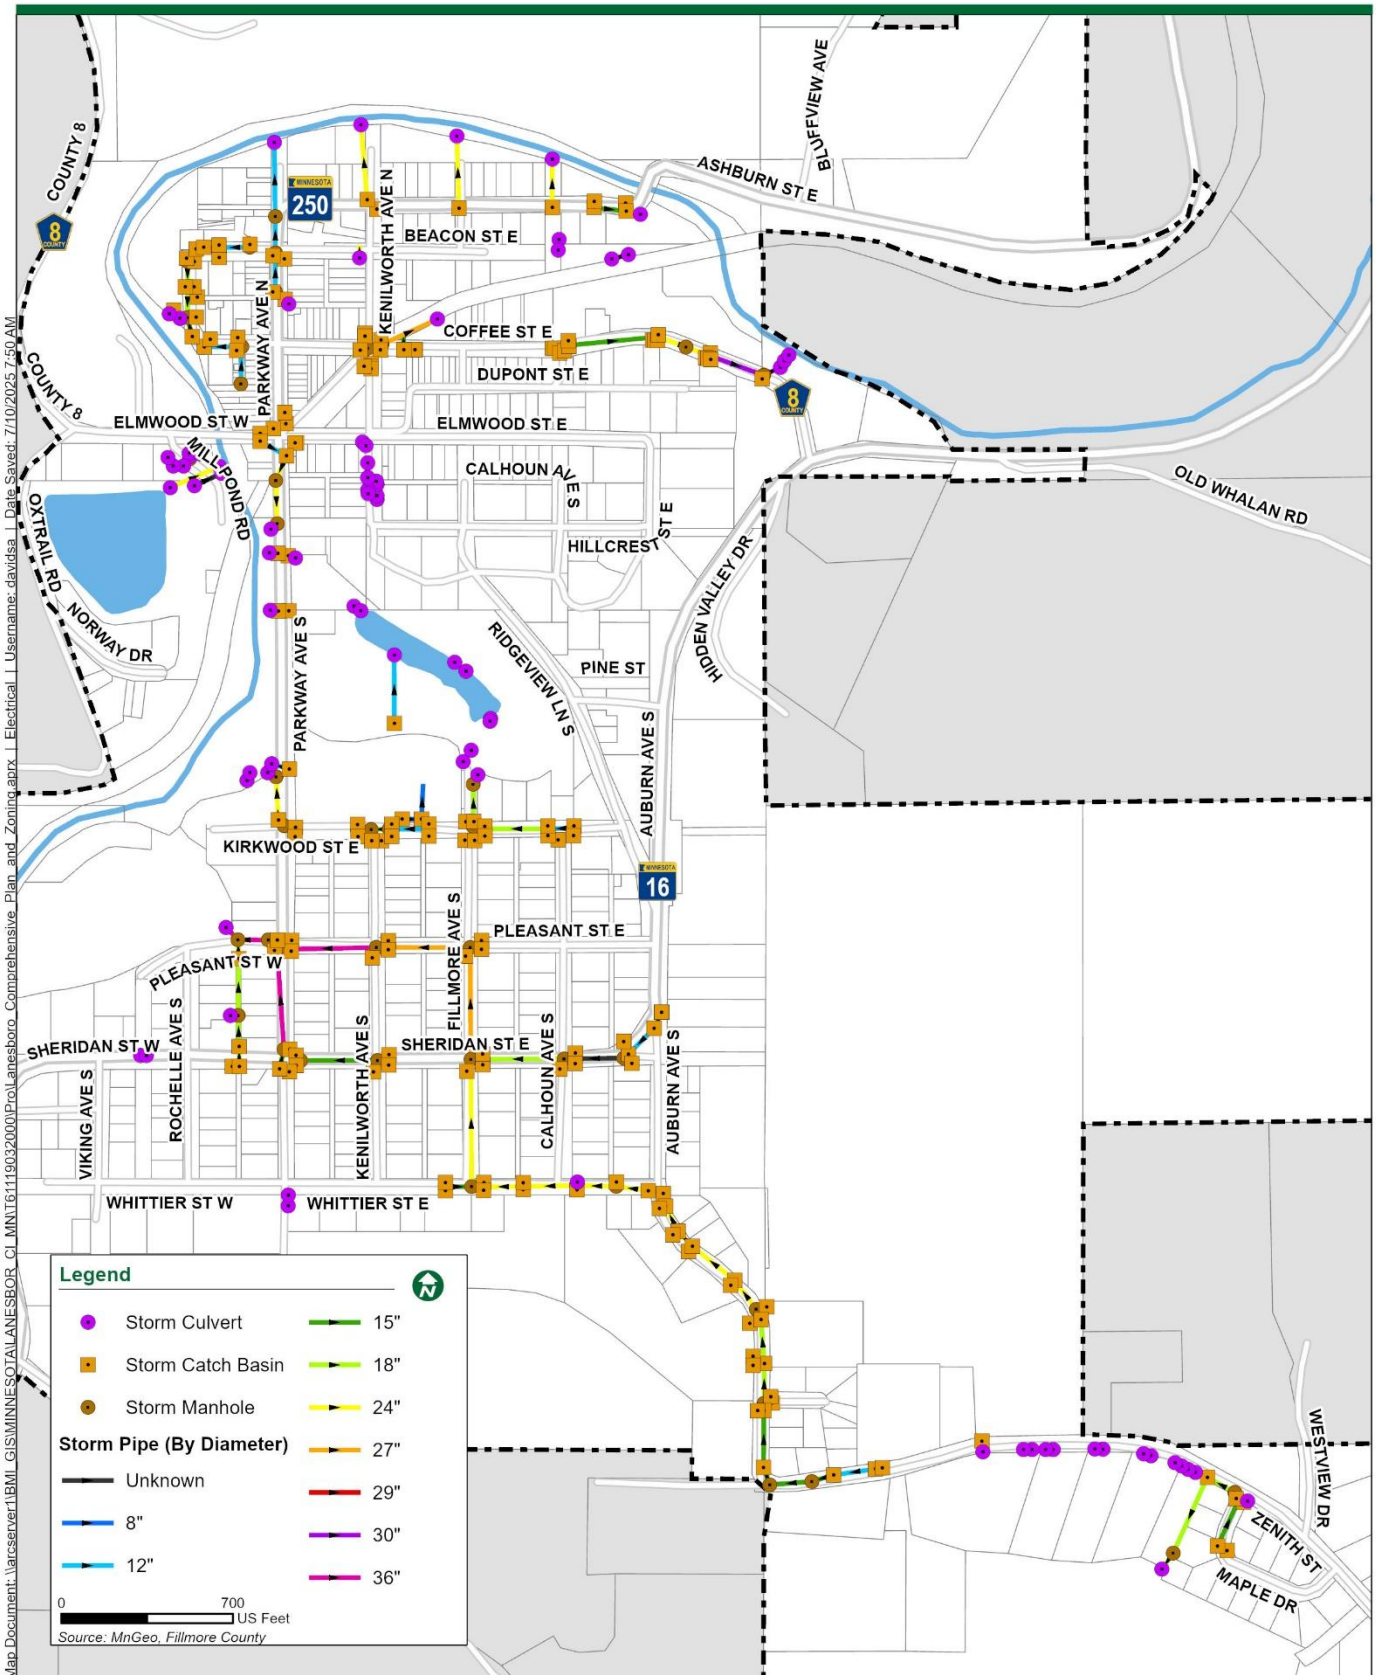 Map Document: \\arcserver1\BMI_GIS\MINNESOTA\LANESBOR_CI_MN\T61119032000\Pro\Lanesboro_Comprehensive_Plan_and_Zoning.aprx | Electrical | Username: davidsa | Date Saved: 7/10/2025 7:50 AM
BLUFFVIEW AVE
COUNTY 8
ASHBURN ST E
MINNESOTA
250
KENILWORTH AVE N
8
COUNTY
BEACON ST E
PARKWAY AVE N
COFFEE ST E
DUPONT ST E
COUNTY 8
8
COUNTY
ELMWOOD ST W
ELMWOOD ST E
MILL POND RD
CALHOUN AVE S
OXTRAIL RD
OLD WHALAN RD
HILLCREST ST E
HIDDEN VALLEY DR
NORWAY DR
RIDGEVIEW LN S
PINE ST
PARKWAY AVE S
AUBURN AVE S
KIRKWOOD ST E
MINNESOTA
16
FILLMORE AVE S
PLEASANT ST E
PLEASANT ST W
ROCHELLE AVE S
KENILWORTH AVE S
SHERIDAN ST W
SHERIDAN ST E
CALHOUN AVE S
AUBURN AVE S
VIKING AVE S
WHITTIER ST W
WHITTIER ST E
Legend
N
Storm Culvert
Storm Catch Basin
Storm Manhole
Storm Pipe (By Diameter)
Unknown
8"
12"
15"
18"
24"
27"
29"
30"
36"
0
700
US Feet
Source: MnGeo, Fillmore County
WESTVIEW DR
ZENITH ST
MAPLE DR